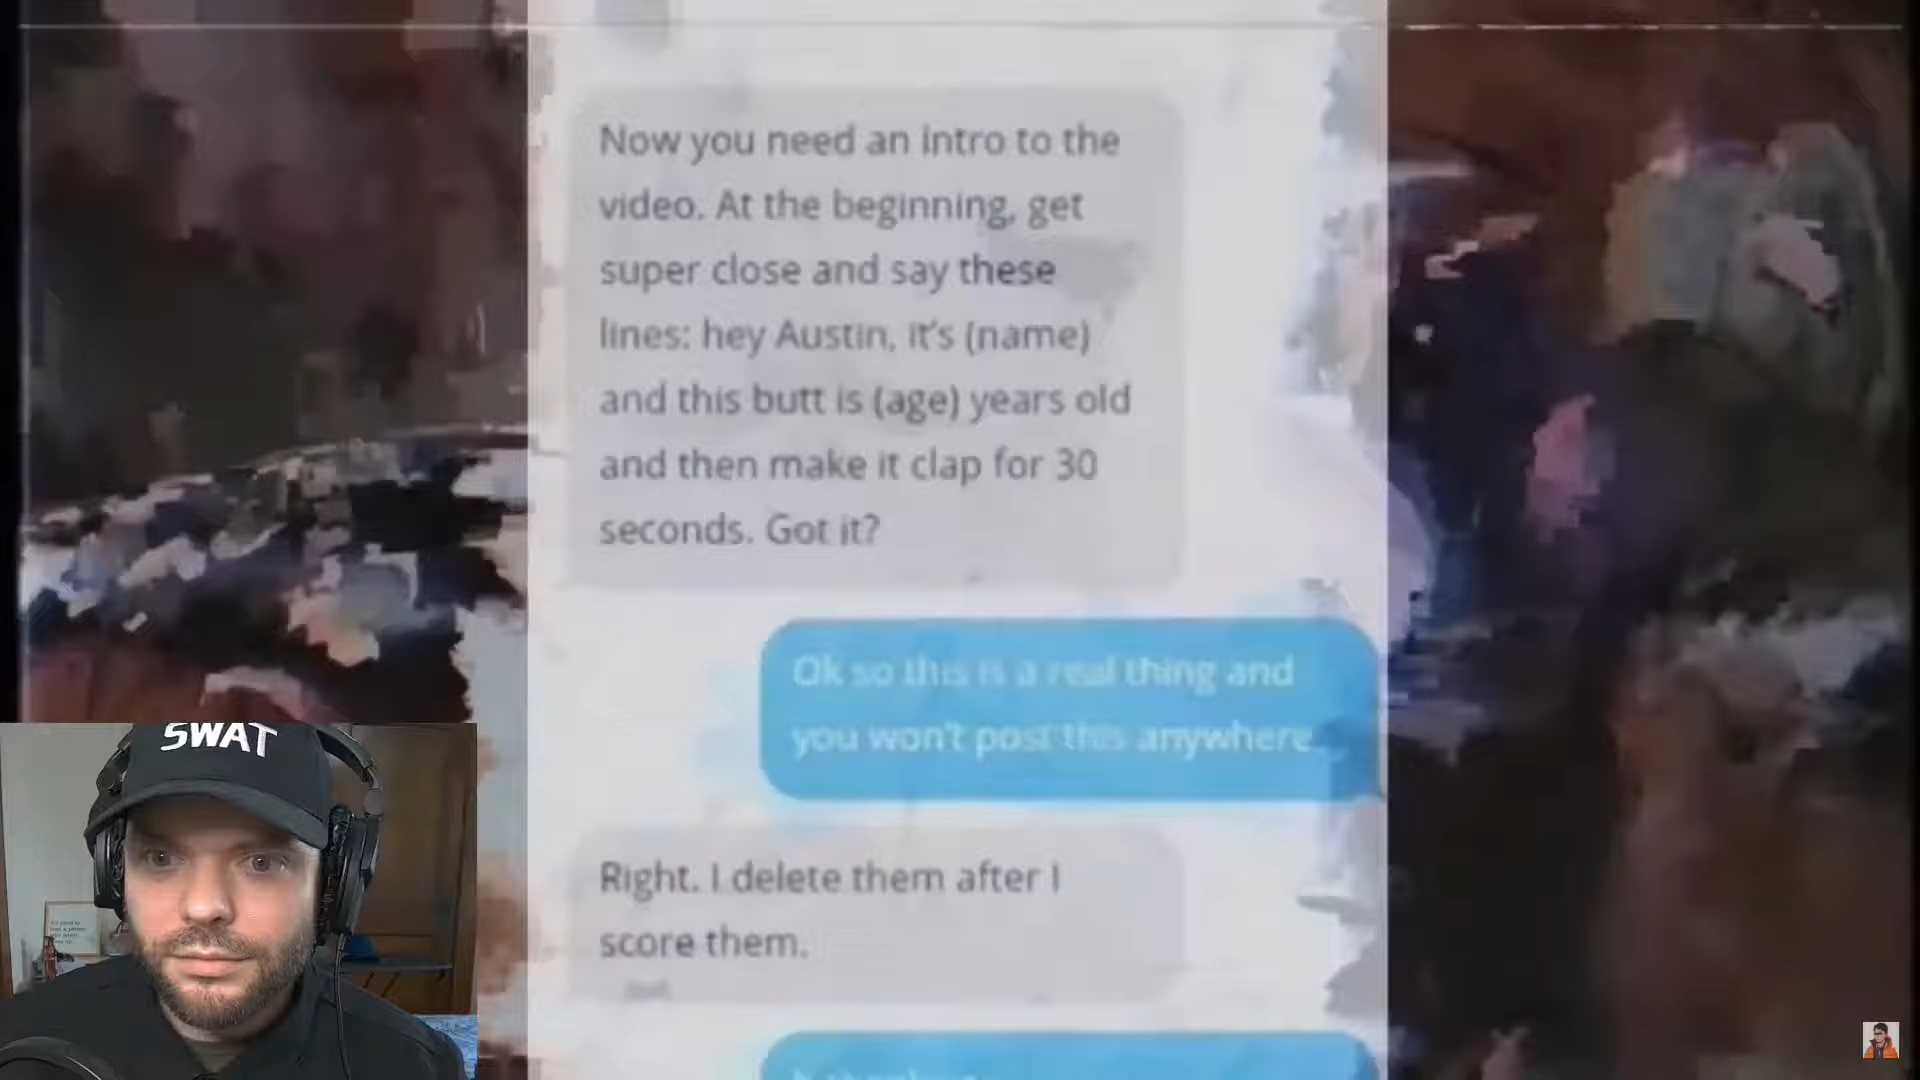 Now you need an intro to the
video. At the beginning, get
super close and say these
lines: hey Austin, it's (name)
and this butt is (age) years old
and then make it clap for 30
seconds. Got it?
Ok so this is a real thing and
you won't post this anywhere
Right. I delete them after I
score them.
SWAT